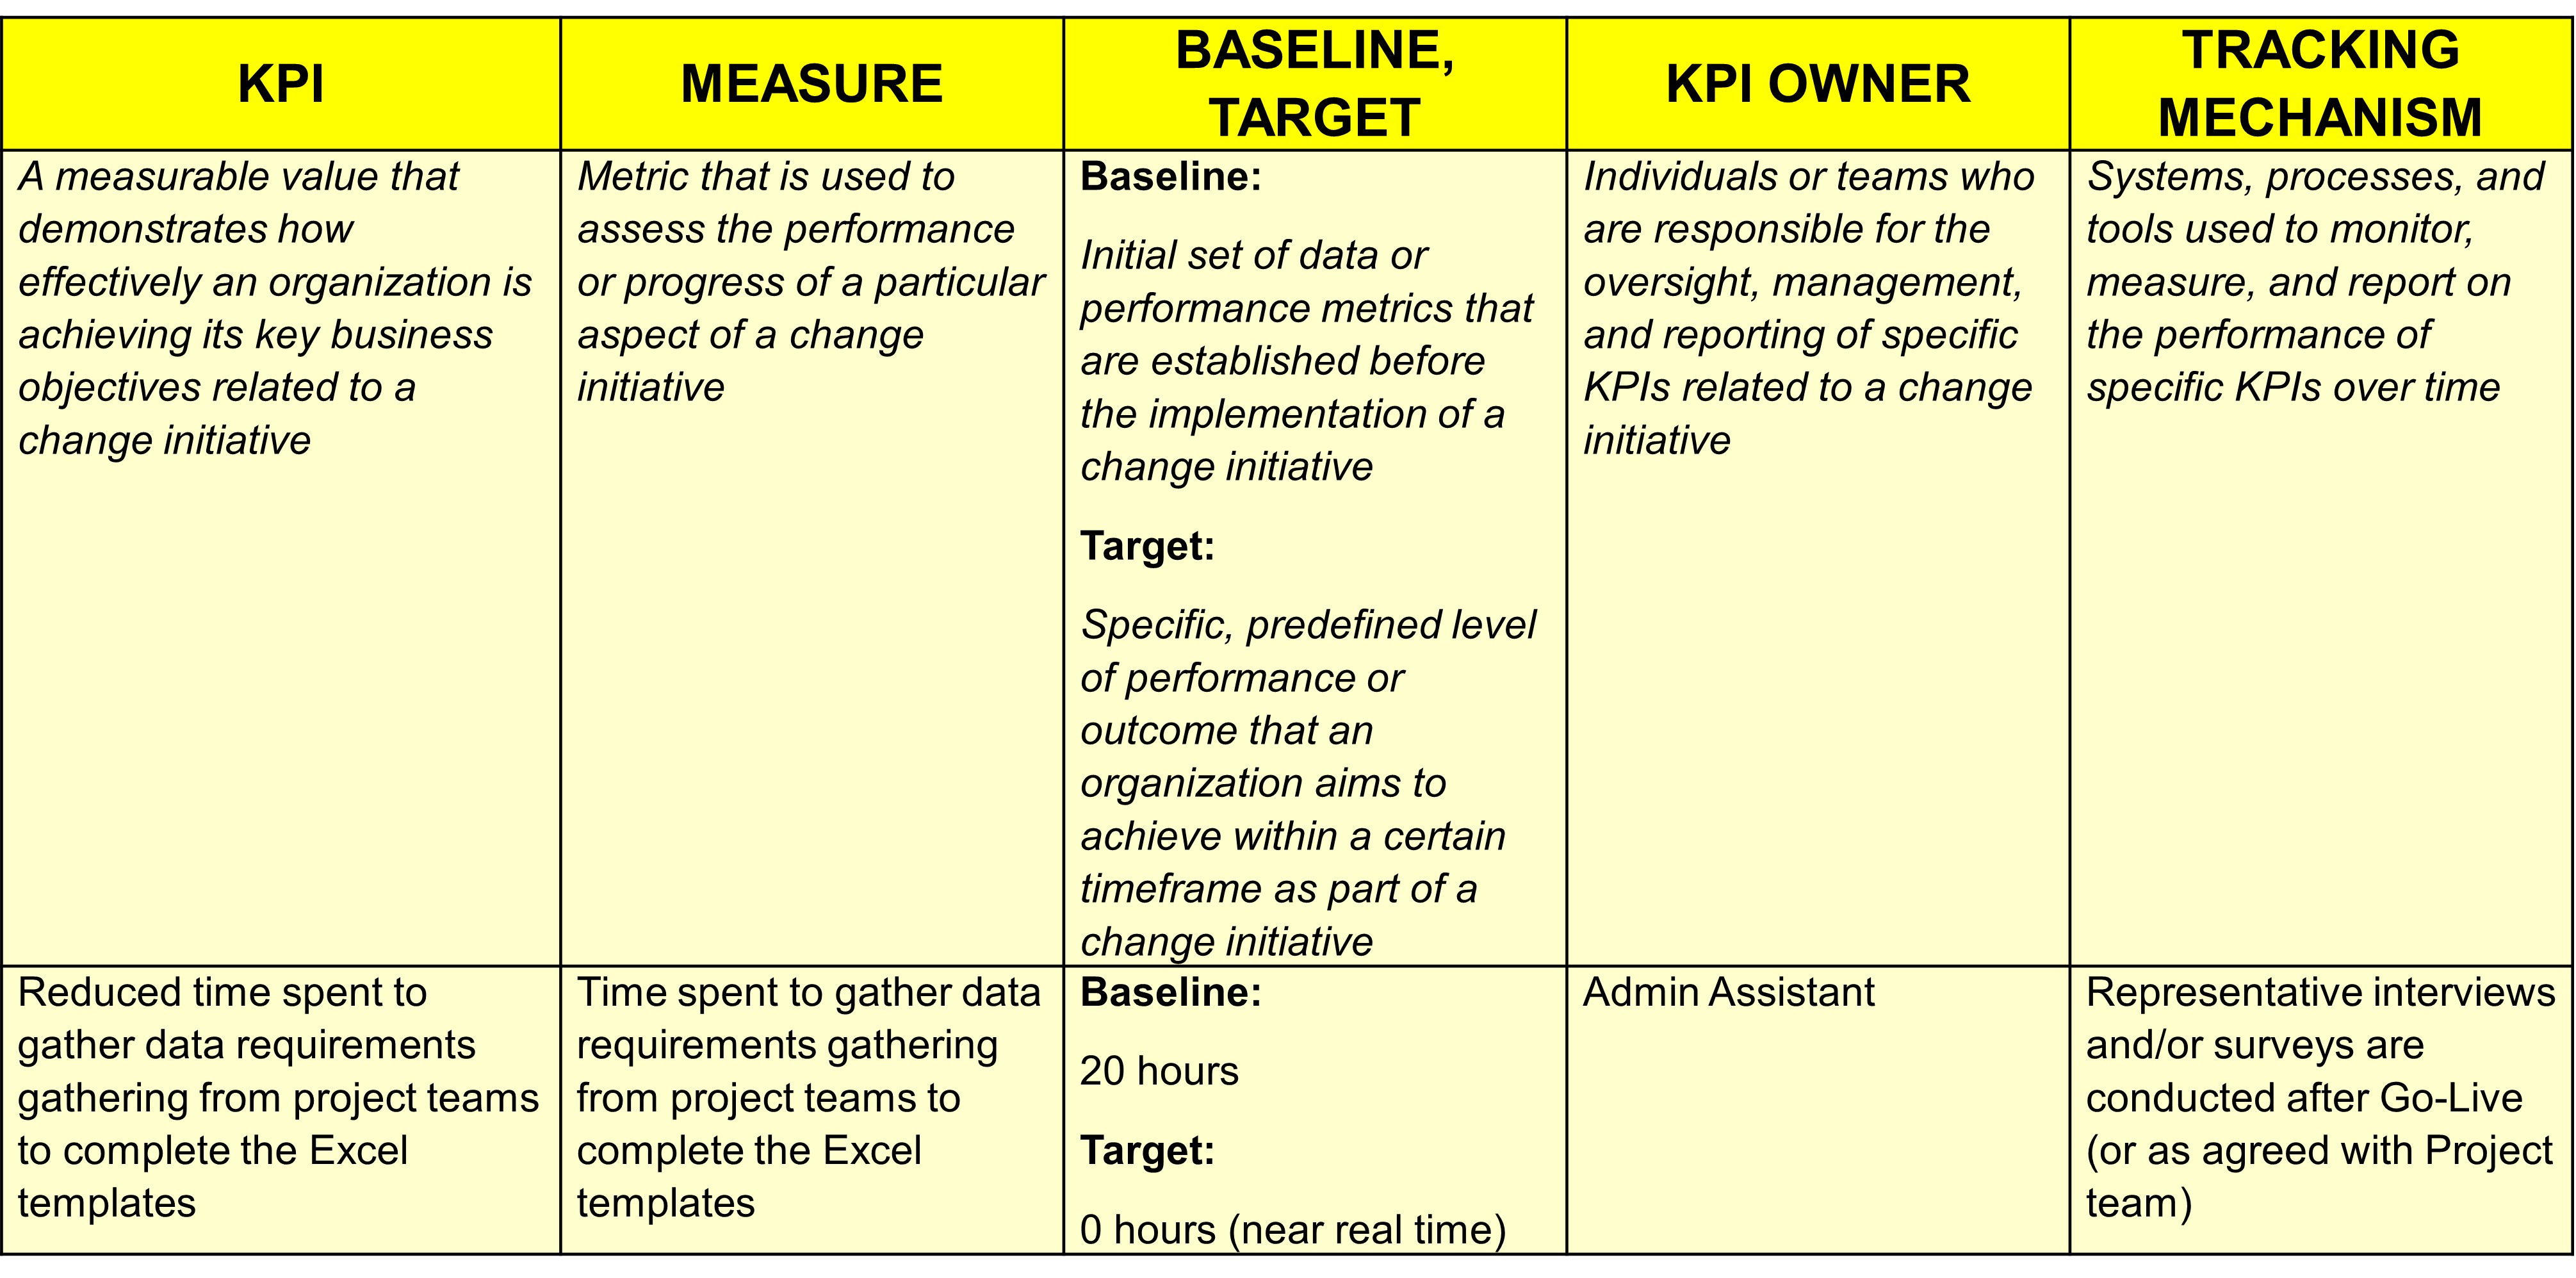 KPI
MEASURE
BASELINE,
TARGET
KPI OWNER
TRACKING
MECHANISM
A measurable value that
demonstrates how
effectively an organization is
achieving its key business
objectives related to a
change initiative
Metric that is used to
assess the performance
or progress of a particular
aspect of a change
initiative
Baseline:
Initial set of data or
performance metrics that
are established before
the implementation of a
change initiative
Target:
Specific, predefined level
of performance or
outcome that an
organization aims to
achieve within a certain
timeframe as part of a
change initiative
Individuals or teams who
are responsible for the
oversight, management,
and reporting of specific
KPIs related to a change
initiative
Systems, processes, and
tools used to monitor,
measure, and report on
the performance of
specific KPIs over time
Reduced time spent to
gather data requirements
gathering from project teams
to complete the Excel
templates
Time spent to gather data
requirements gathering
from project teams to
complete the Excel
templates
Baseline:
20 hours
Target:
0 hours (near real time)
Admin Assistant
Representative interviews
and/or surveys are
conducted after Go-Live
(or as agreed with Project
team)